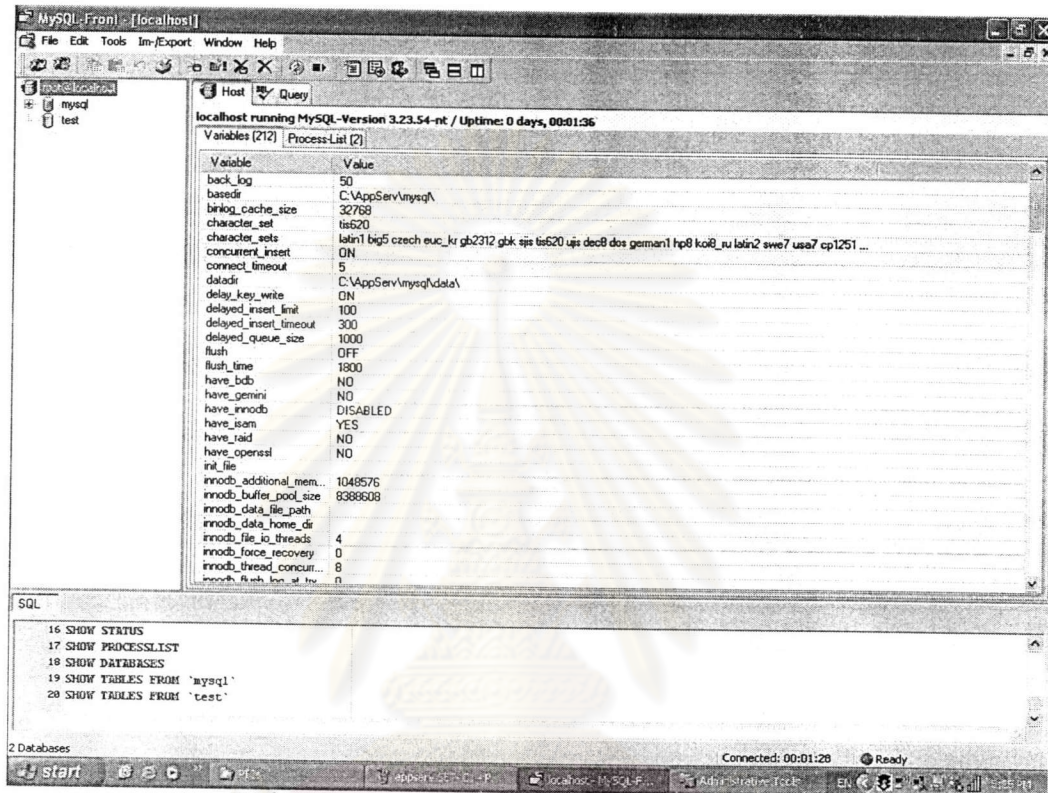 MySQL-Front - [localhost]
File Edit Tools Im-/Export Window Help
root@localhost
mysql
test
Host Query
localhost running MySQL-Version 3.23.54-nt / Uptime: 0 days, 00:01:36
Variables (212) Process-List (2)
Variable Value
back_log 50
basedir C:\AppServ\mysql\
binlog_cache_size 32768
character_set tis620
character_sets latin1 big5 czech euc_kr gb2312 gbk sjis tis620 ujis dec8 dos german1 hp8 koi8_ru latin2 swe7 usa7 cp1251 ...
concurrent_insert ON
connect_timeout 5
datadir C:\AppServ\mysql\data\
delay_key_write ON
delayed_insert_limit 100
delayed_insert_timeout 300
delayed_queue_size 1000
flush OFF
flush_time 1800
have_bdb NO
have_gemini NO
have_innodb DISABLED
have_isam YES
have_raid NO
have_openssl NO
init_file
innodb_additional_mem... 1048576
innodb_buffer_pool_size 8388608
innodb_data_file_path
innodb_data_home_dir
innodb_file_io_threads 4
innodb_force_recovery 0
innodb_thread_concurr... 8
innodb_flush_log_at_trx 0
SQL
16 SHOW STATUS
17 SHOW PROCESSLIST
18 SHOW DATABASES
19 SHOW TABLES FROM `mysql`
20 SHOW TABLES FROM `test`
2 Databases
Connected: 00:01:28 Ready
start localhost - MySQL-F... Administrative Tools EN